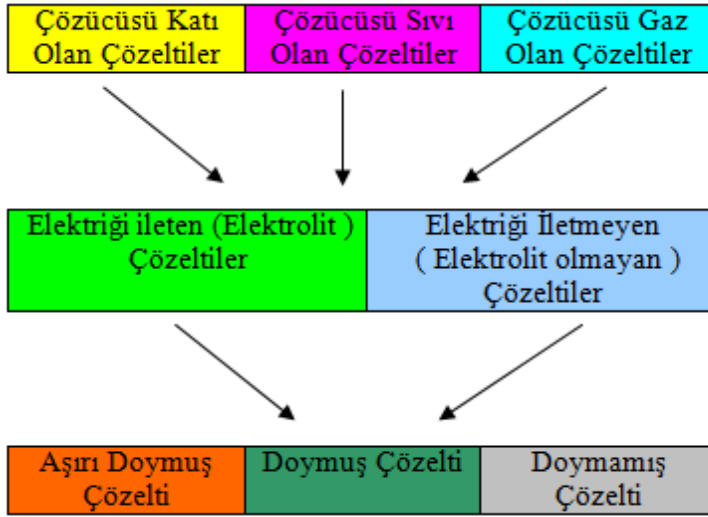 Çözücüsü Katı
Olan Çözeltiler
Çözücüsü Sıvı
Olan Çözeltiler
Çözücüsü Gaz
Olan Çözeltiler
Elektriği ileten (Elektrolit )
Çözeltiler
Elektriği İletmeyen
( Elektrolit olmayan )
Çözeltiler
Aşırı Doymuş
Çözelti
Doymuş Çözelti
Doymamış
Çözelti